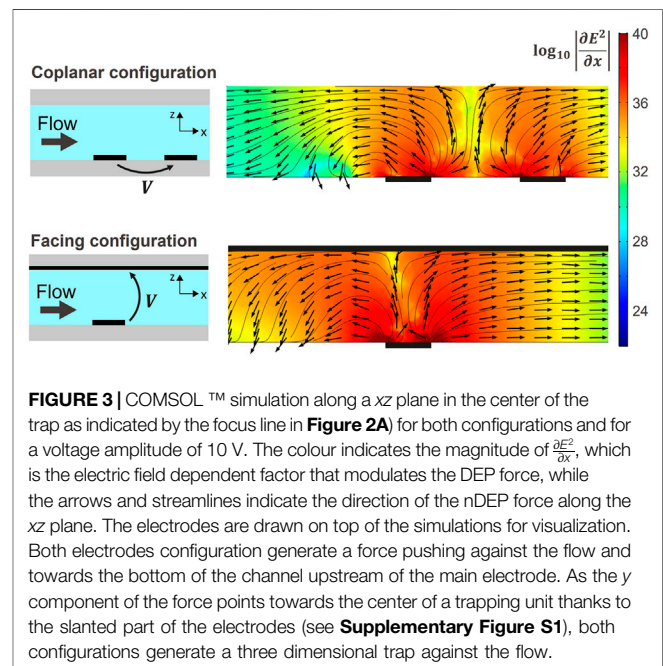 log₁₀ |∂E²/∂x|
40
Coplanar configuration
z
Flow
x
V
36
32
Facing configuration
z
Flow
V
x
28
24
FIGURE 3 | COMSOL ™ simulation along a xz plane in the center of the
trap as indicated by the focus line in Figure 2A) for both configurations and for
a voltage amplitude of 10 V. The colour indicates the magnitude of ∂E²/∂x, which
is the electric field dependent factor that modulates the DEP force, while
the arrows and streamlines indicate the direction of the nDEP force along the
xz plane. The electrodes are drawn on top of the simulations for visualization.
Both electrodes configuration generate a force pushing against the flow and
towards the bottom of the channel upstream of the main electrode. As the y
component of the force points towards the center of a trapping unit thanks to
the slanted part of the electrodes (see Supplementary Figure S1), both
configurations generate a three dimensional trap against the flow.